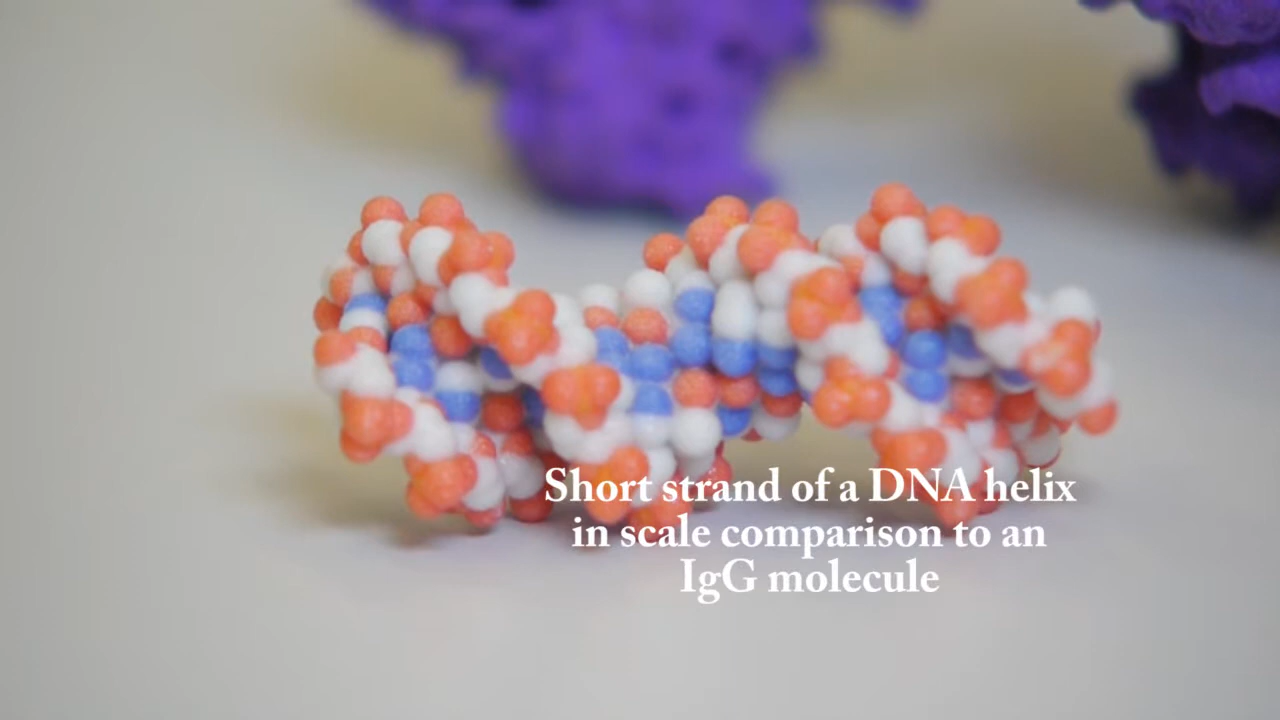 Short strand of a DNA helix
in scale comparison to an
IgG molecule